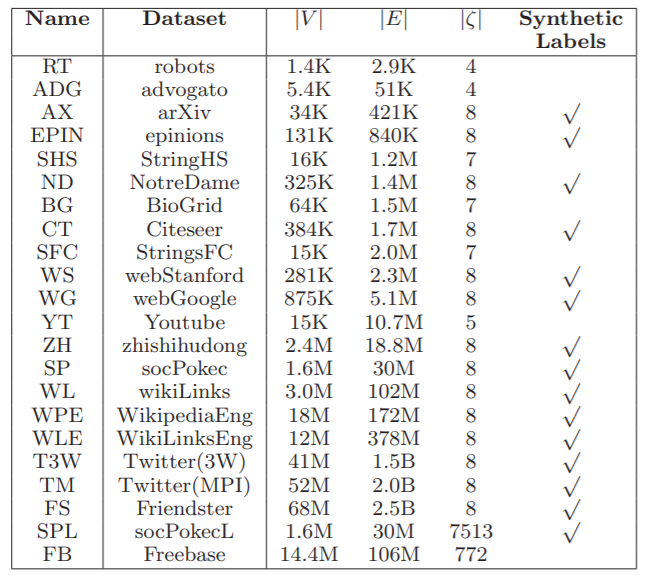 Name Dataset |V| |E| |ζ| Synthetic
Labels
RT robots 1.4K 2.9K 4
ADG advogato 5.4K 51K 4
AX arXiv 34K 421K 8 √
EPIN epinions 131K 840K 8 √
SHS StringHS 16K 1.2M 7
ND NotreDame 325K 1.4M 8 √
BG BioGrid 64K 1.5M 7
CT Citeseer 384K 1.7M 8 √
SFC StringsFC 15K 2.0M 7
WS webStanford 281K 2.3M 8 √
WG webGoogle 875K 5.1M 8 √
YT Youtube 15K 10.7M 5
ZH zhishihudong 2.4M 18.8M 8 √
SP socPokec 1.6M 30M 8 √
WL wikiLinks 3.0M 102M 8 √
WPE WikipediaEng 18M 172M 8 √
WLE WikiLinksEng 12M 378M 8 √
T3W Twitter(3W) 41M 1.5B 8 √
TM Twitter(MPI) 52M 2.0B 8 √
FS Friendster 68M 2.5B 8 √
SPL socPokecL 1.6M 30M 7513 √
FB Freebase 14.4M 106M 772